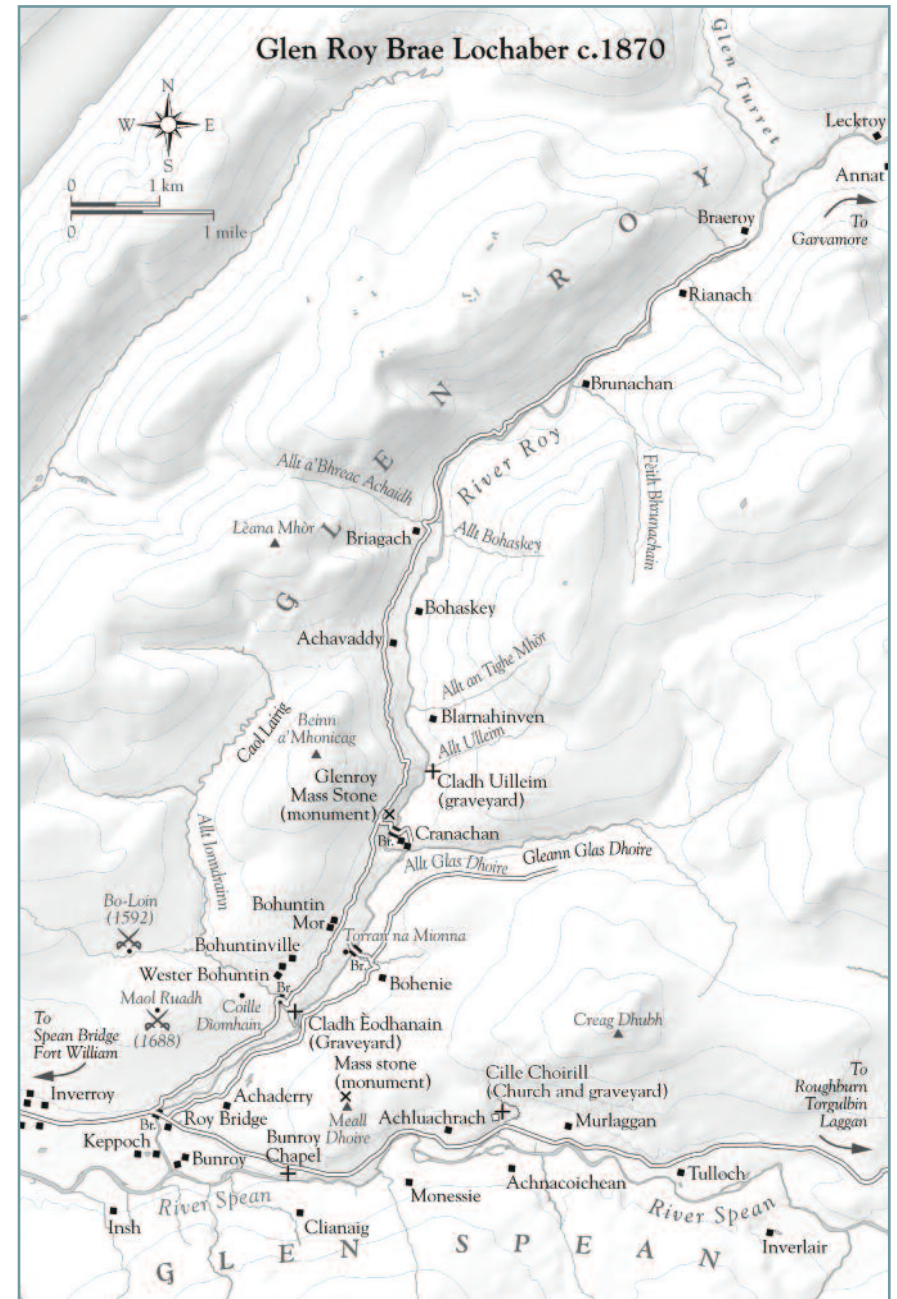 Glen Roy Brae Lochaber c.1870
Glen Turret
N
W E
S
0 1 km
0 1 mile
Leckroy
Annat
To
Garvamore
Braeroy
Rianach
GLEN ROY
Brunachan
River Roy
Fèith Bhrunachain
Allt a'Bhreac Achaidh
Lèana Mhòr
Briagach
Allt Bohaskey
Bohaskey
Achavaddy
Allt an Tighe Mhòr
Blarnahinven
Caol Lairig
Beinn
a'Mhonicag
Allt Ulleim
Cladh Uilleim
(graveyard)
Glenroy
Mass Stone
(monument)
Br.
Cranachan
Allt Glas Dhoire
Gleann Glas Dhoire
Allt Ionndrainn
Bo-Loin
(1592)
Bohuntin
Mor
Torran na Mionna
Br.
Bohuntinville
Wester Bohuntin
Br.
Bohenie
Maol Ruadh
(1688)
Coille
Dìomhain
Cladh Èodhanain
(Graveyard)
Creag Dhubh
To
Spean Bridge
Fort William
Mass stone
(monument)
Cille Choirill
(Church and graveyard)
To
Roughburn
Torgulbin
Laggan
Inverroy
Achaderry
Meall
Dhoire
Achluachrach
Murlaggan
Br.
Roy Bridge
Keppoch
Bunroy
Bunroy
Chapel
Achnacoichean
Tulloch
Monessie
River Spean
River Spean
Insh
Clianaig
Inverlair
GLEN SPEAN